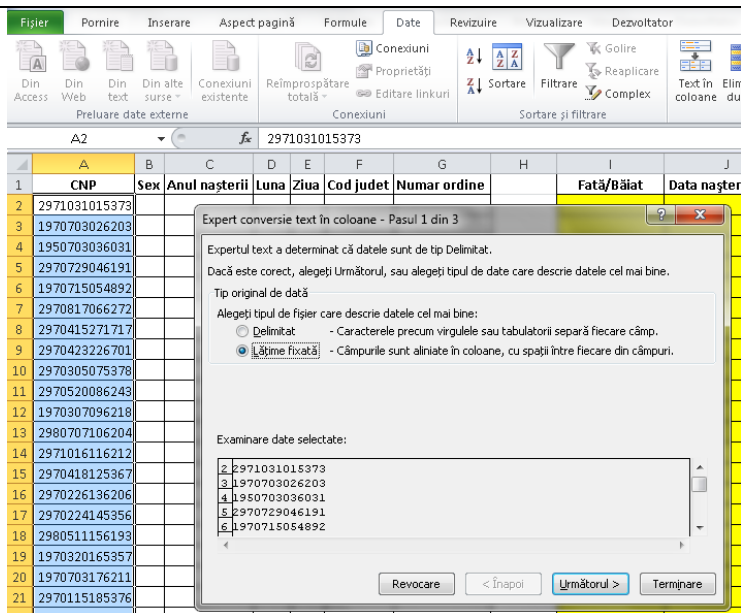 Fișier Pornire Inserare Aspect pagină Formule Date Revizuire Vizualizare Dezvoltator
Din Access
Din Web
Din text
Din alte surse
Conexiuni existente
Preluare date externe
Reîmprospătare totală
Conexiuni
Proprietăți
Editare linkuri
Conexiuni
Sortare
Filtrare
Golire
Reaplicare
Complex
Sortare și filtrare
Text în coloane
A2 fx 2971031015373
A B C D E F G H I J
1 CNP Sex Anul nașterii Luna Ziua Cod judet Numar ordine Fată/Băiat
2 2971031015373
3 1970703026203
4 1950703036031
5 2970729046191
6 1970715054892
7 2970817066272
8 2970415271717
9 2970423226701
10 2970305075378
11 2970520086243
12 1970307096218
13 2980707106204
14 2971016116212
15 2970418125367
16 2970226136206
17 2970224145356
18 2980511156193
19 1970320165357
20 1970703176211
21 2970115185376
Expert conversie text în coloane - Pasul 1 din 3
Expertul text a determinat că datele sunt de tip Delimitat.
Dacă este corect, alegeți Următorul, sau alegeți tipul de date care descrie datele cel mai bine.
Tip original de dată
Alegeți tipul de fișier care descrie datele cel mai bine:
Delimitat - Caracterele precum virgulele sau tabulatorii separă fiecare câmp.
Lățime fixată - Câmpurile sunt aliniate în coloane, cu spații între fiecare din câmpuri.
Examinare date selectate:
2 2971031015373
3 1970703026203
4 1950703036031
5 2970729046191
6 1970715054892
Revocare < Înapoi Următorul > Terminare